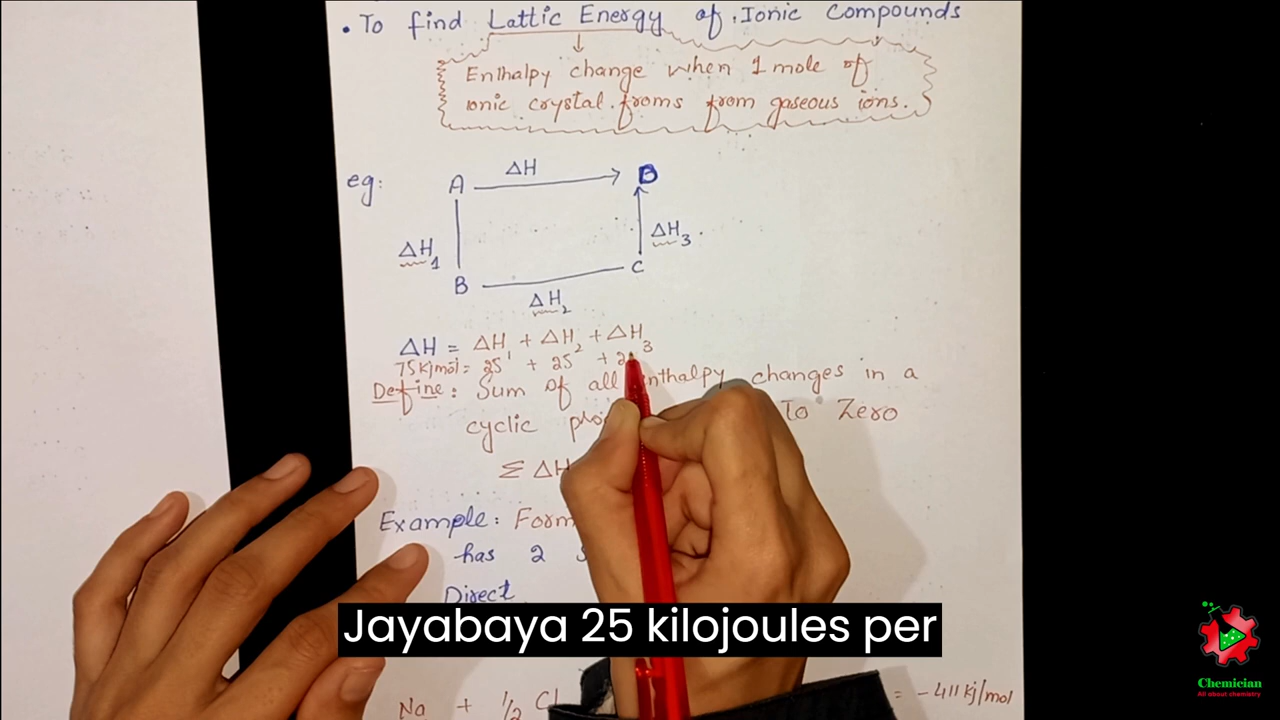 • To find Lattic Energy of Ionic Compounds
Enthalpy change when 1 mole of
ionic crystal froms from gaseous ions.
eg: A ΔH D
ΔH1 ΔH3
B ΔH2 C
ΔH = ΔH1 + ΔH2 + ΔH3
75 kj mol = 25 + 25 + 2
Define: Sum of all enthalpy changes in a
cyclic To Zero
Σ ΔH
Example: Form
has 2
Direct
Jayabaya 25 kilojoules per
Na + 1/2 Cl = -411 kj/mol
Chemician
All about chemistry